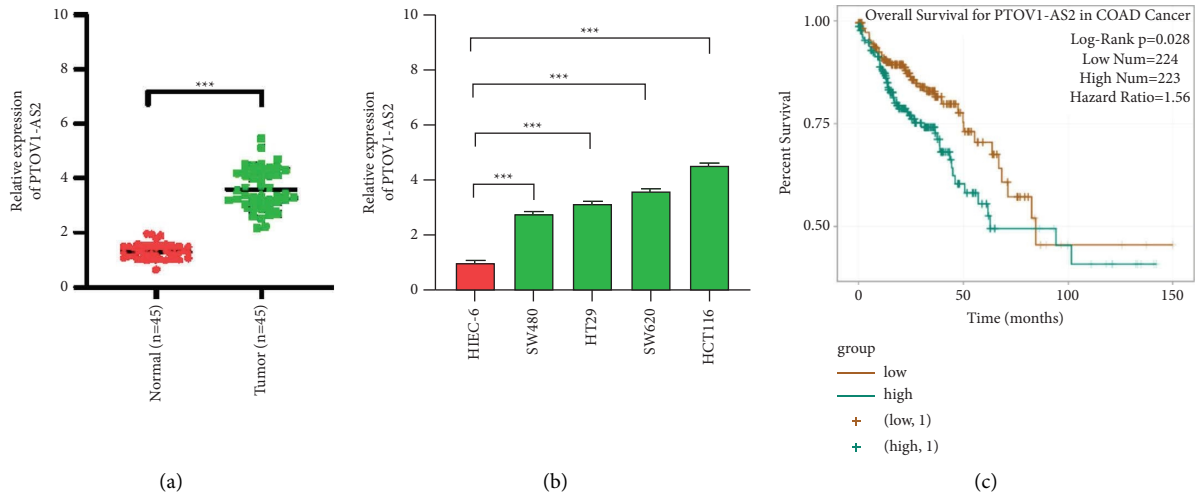 10
8
6
4
2
0
Relative expression
of PTOV1-AS2
***
Normal (n=45)
Tumor (n=45)
(a)
10
8
6
4
2
0
Relative expression
of PTOV1-AS2
***
***
***
***
HIEC-6
SW480
HT29
SW620
HCT116
(b)
Overall Survival for PTOV1-AS2 in COAD Cancer
Log-Rank p=0.028
Low Num=224
High Num=223
Hazard Ratio=1.56
1.00
0.75
0.50
Percent Survival
0
50
100
150
Time (months)
group
low
high
(low, 1)
(high, 1)
(c)